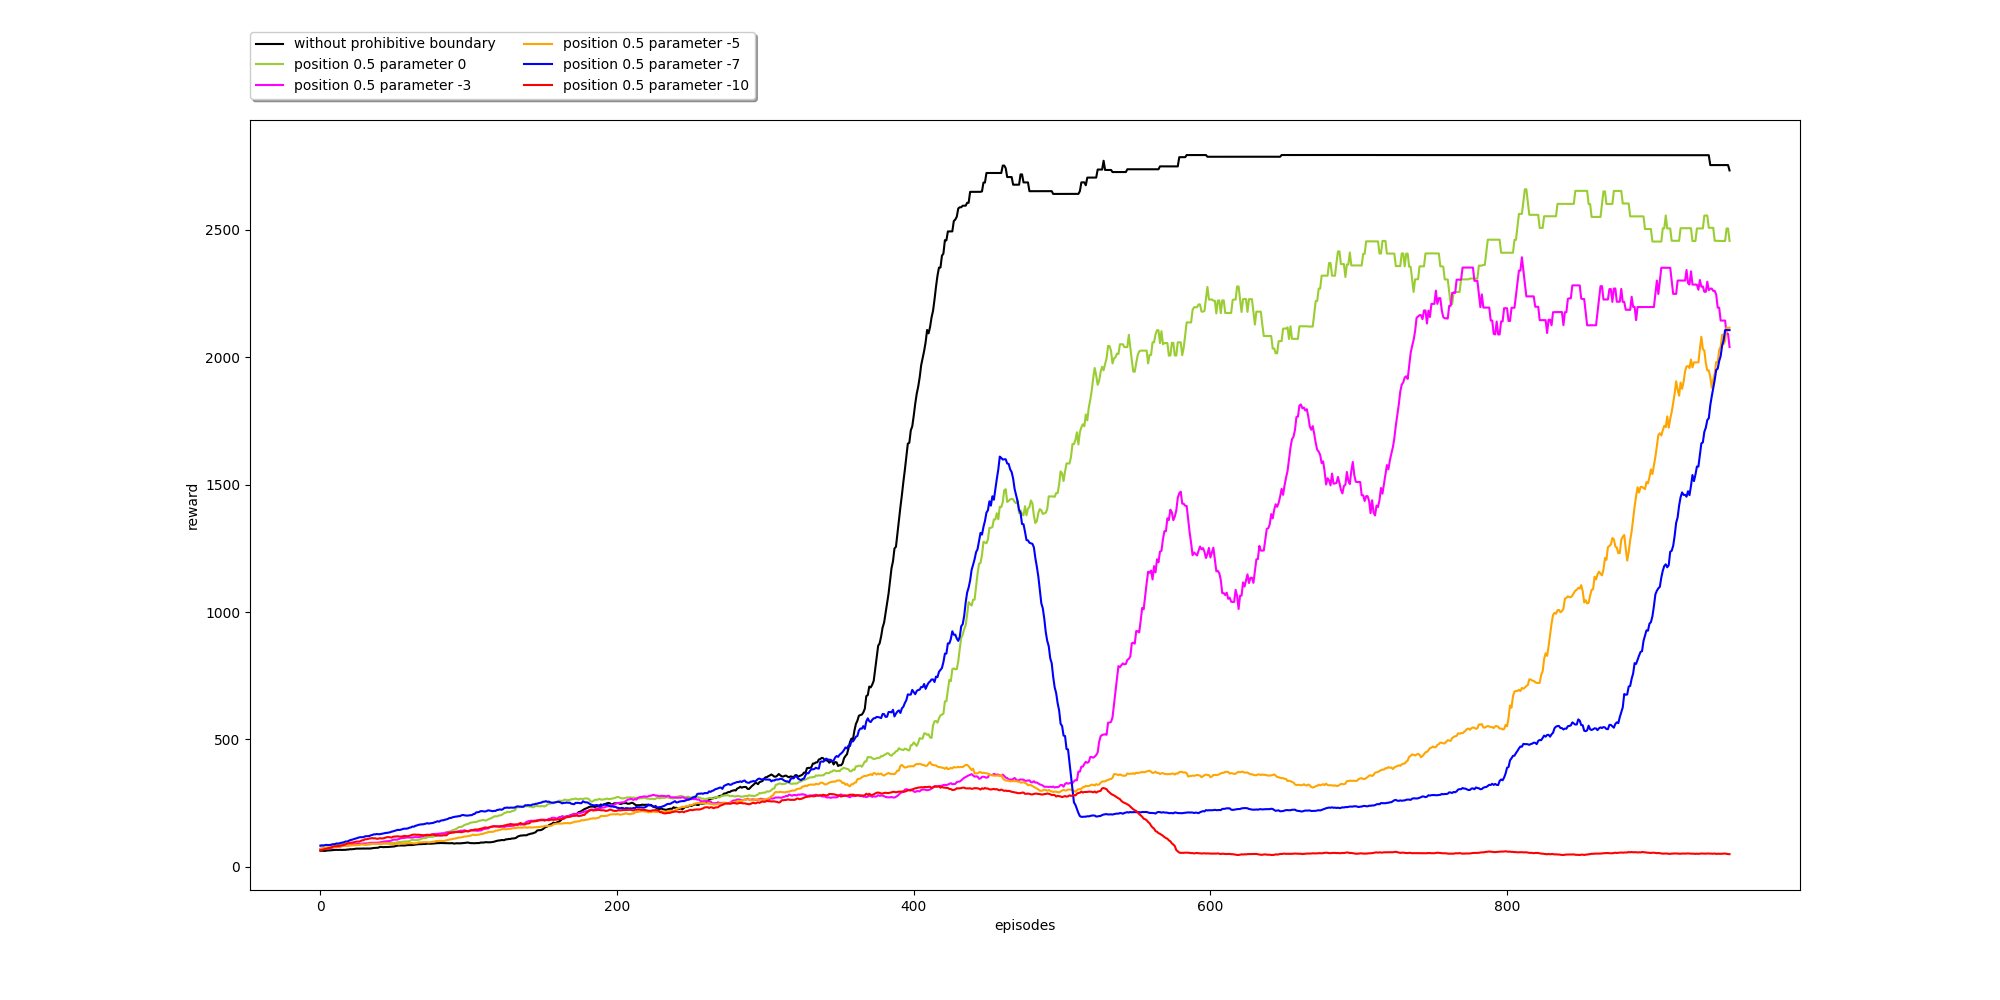 without prohibitive boundary
position 0.5 parameter 0
position 0.5 parameter -3
position 0.5 parameter -5
position 0.5 parameter -7
position 0.5 parameter -10
2500
2000
1500
1000
500
0
reward
0 200 400 600 800
episodes